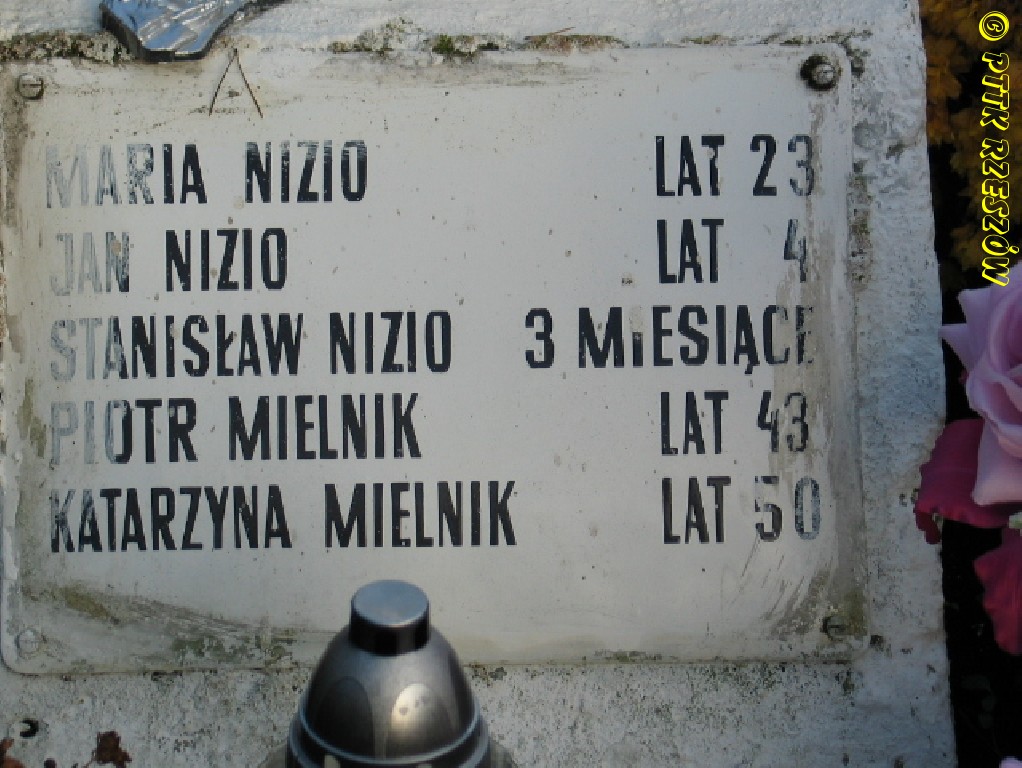 MARIA NIZIO LAT 23
JAN NIZIO LAT 4
STANISŁAW NIZIO 3 MIESIĄCE
PIOTR MIELNIK LAT 43
KATARZYNA MIELNIK LAT 50
© PTTK RZESZÓW